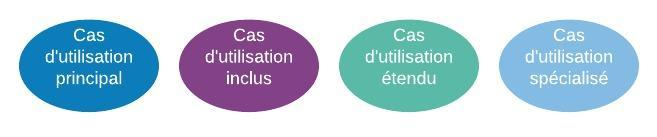 Cas
d'utilisation
principal
Cas
d'utilisation
inclus
Cas
d'utilisation
étendu
Cas
d'utilisation
spécialisé